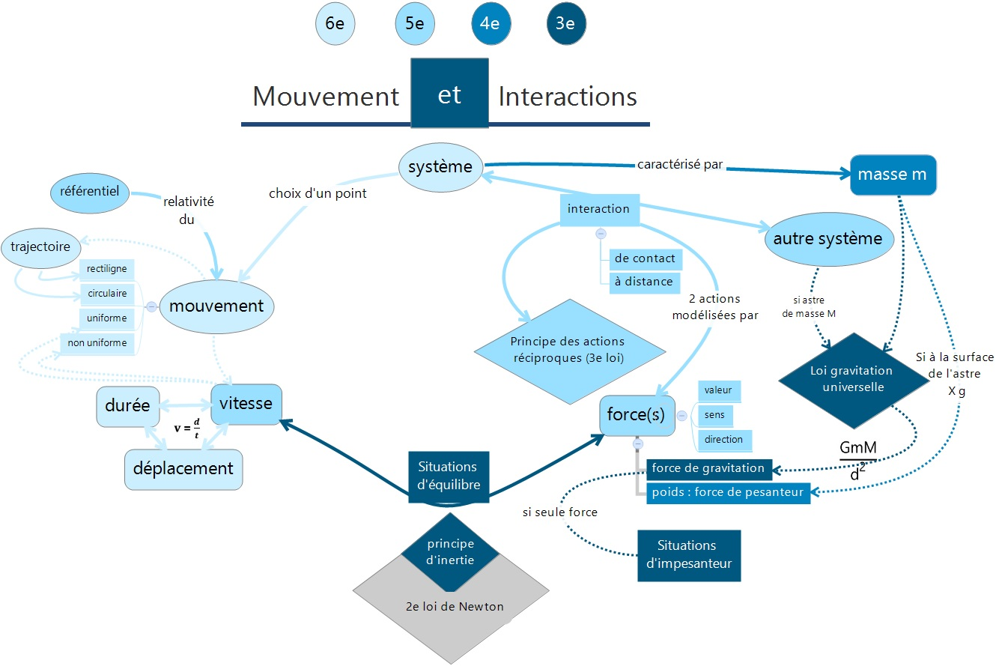 6e
5e
4e
3e
Mouvement et Interactions
système
caractérisé par
masse m
référentiel
relativité
du
choix d'un point
interaction
de contact
à distance
autre système
trajectoire
rectiligne
circulaire
uniforme
non uniforme
mouvement
2 actions
modélisées par
si astre
de masse M
Principe des actions
réciproques (3e loi)
Loi gravitation
universelle
Si à la surface
de l'astre
X g
durée
vitesse
v = d/t
déplacement
force(s)
valeur
sens
direction
GmM
d²
force de gravitation
poids : force de pesanteur
Situations
d'équilibre
si seule force
principe
d'inertie
Situations
d'impesanteur
2e loi de Newton